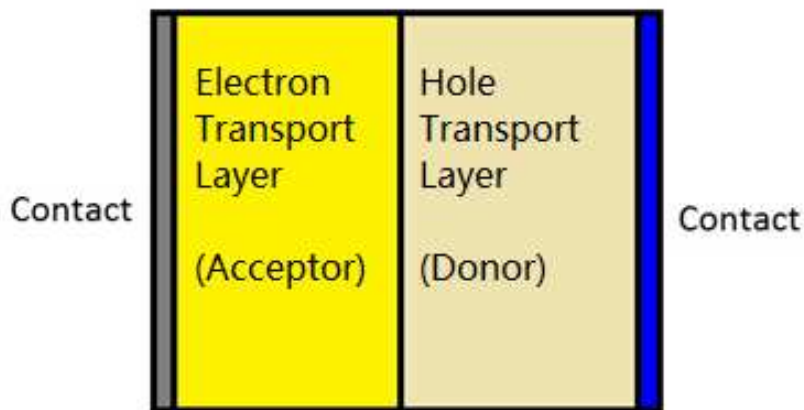 Contact
Electron
Transport
Layer
(Acceptor)
Hole
Transport
Layer
(Donor)
Contact